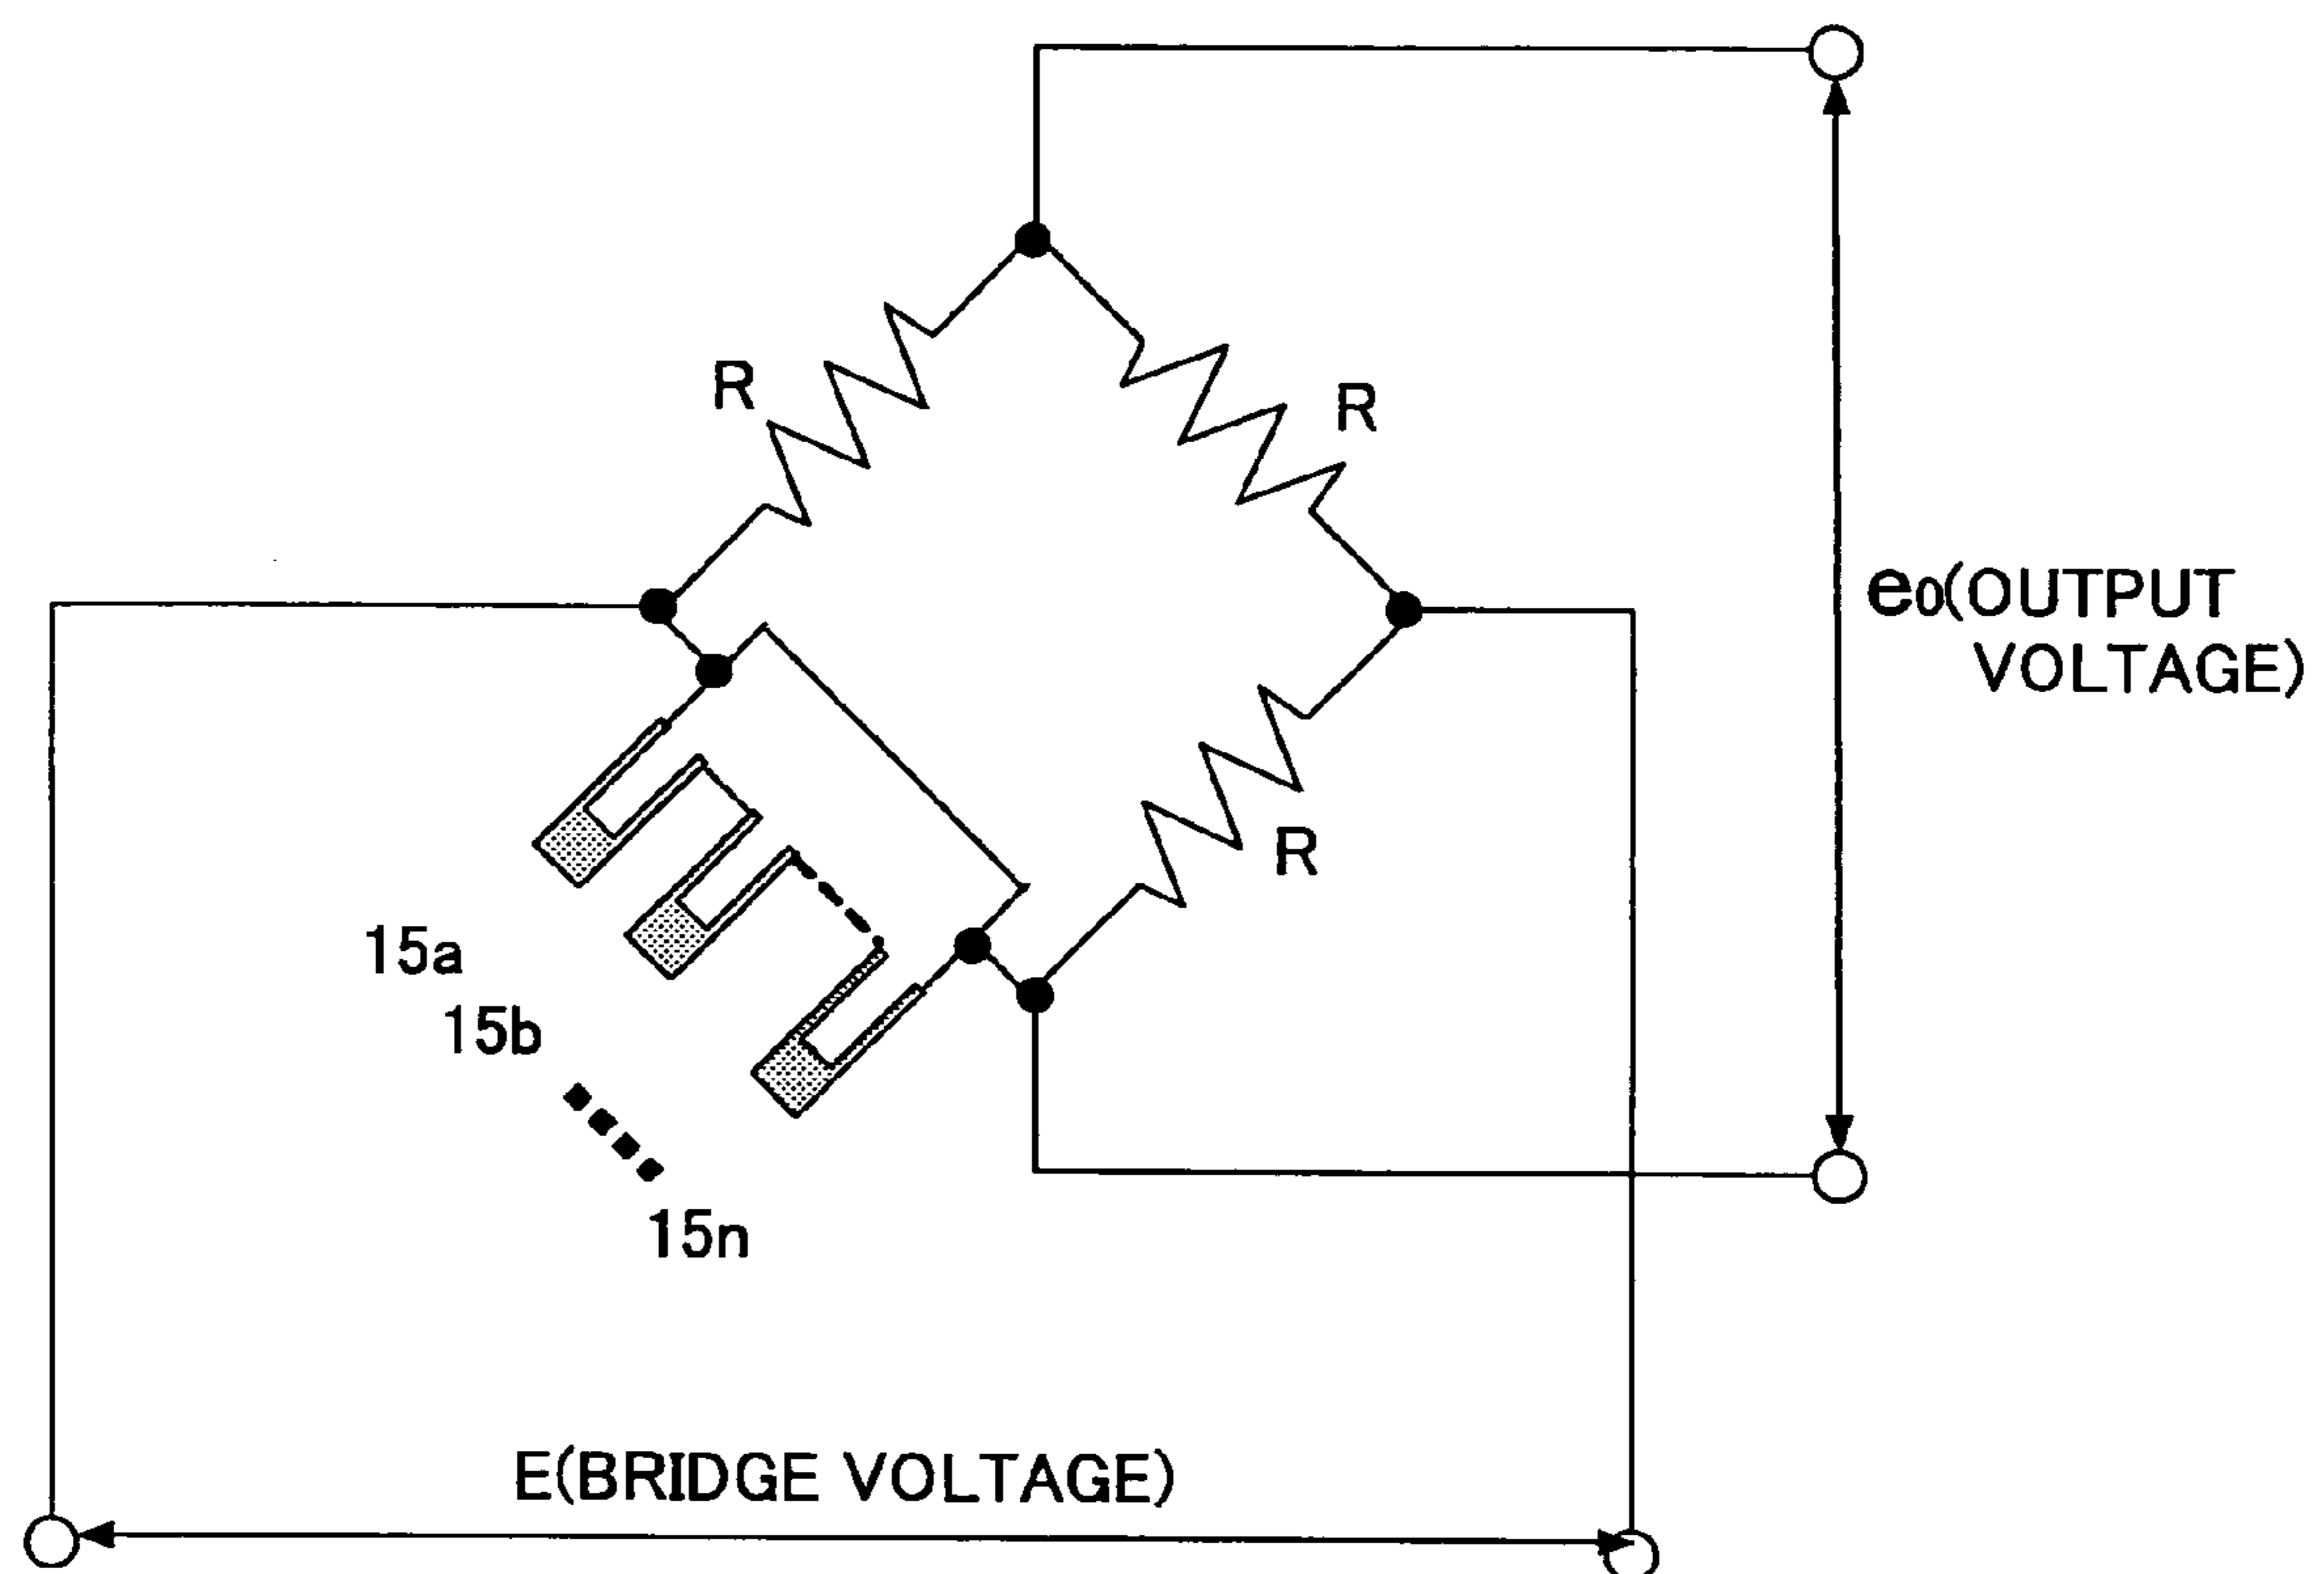 R
R
e0(OUTPUT
VOLTAGE)
R
15a
15b
15n
E(BRIDGE VOLTAGE)